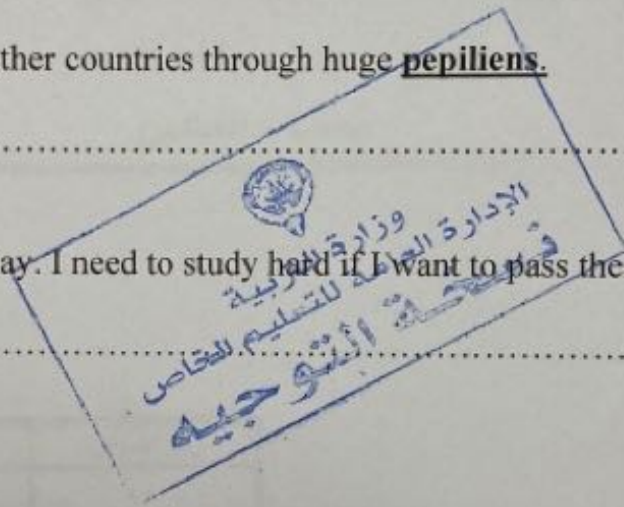 ther countries through huge pepiliens.
وزارة التربية
الإدارة العامة للتعليم الخاص
نسخة التوجيه
ay. I need to study hard if I want to pass the